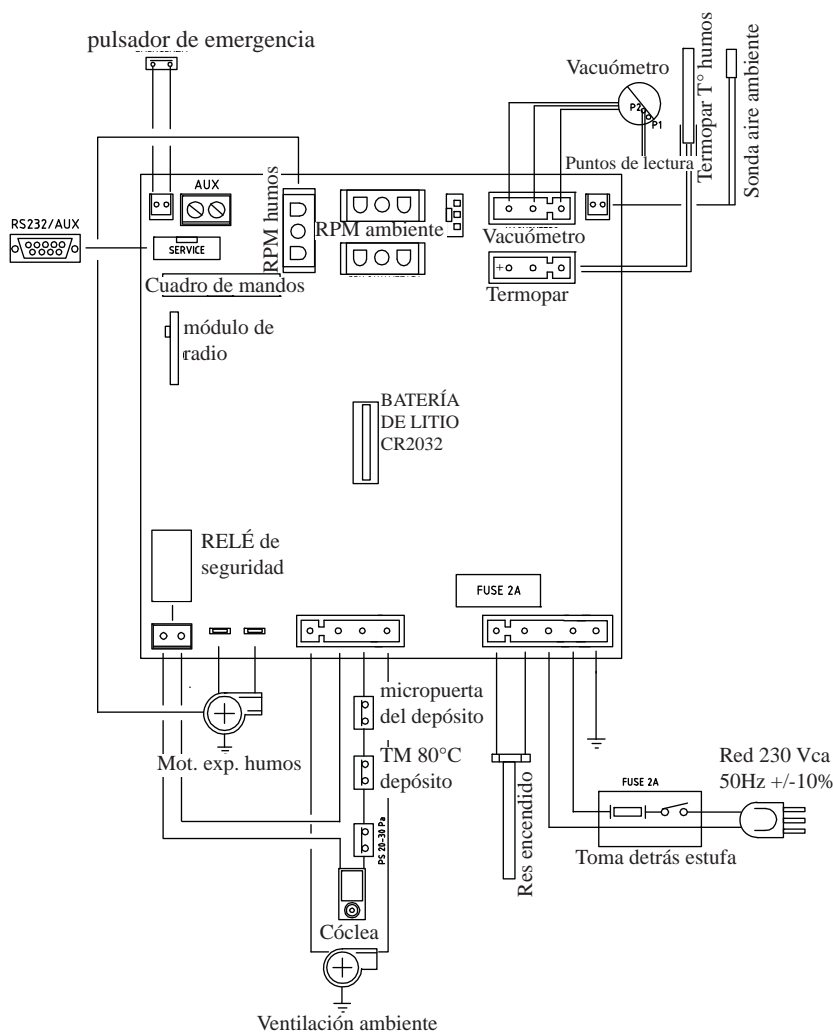 pulsador de emergencia
Vacuómetro
P2
P1
Puntos de lectura
Termopar T° humos
Sonda aire ambiente
AUX
RS232/AUX
SERVICE
RPM humos
RPM ambiente
Vacuómetro
Cuadro de mandos
+
Termopar
módulo de
radio
BATERÍA
DE LITIO
CR2032
RELÉ de
seguridad
FUSE 2A
micropuerta
del depósito
Mot. exp. humos
TM 80°C
depósito
PS 20-30 Pa
Cóclea
Ventilación ambiente
Res encendido
FUSE 2A
Toma detrás estufa
Red 230 Vca
50Hz +/-10%